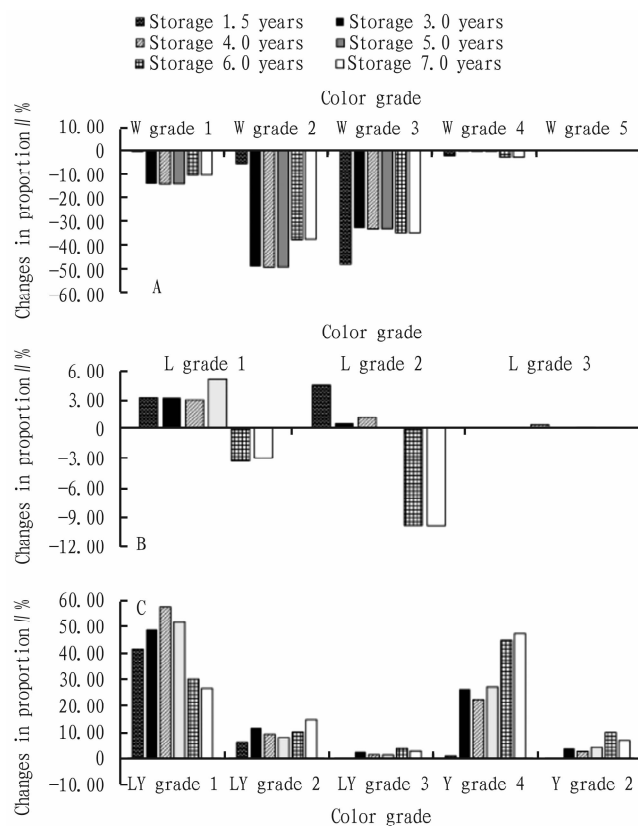 Storage 1.5 years Storage 3.0 years
Storage 4.0 years Storage 5.0 years
Storage 6.0 years Storage 7.0 years
Color grade
W grade 1 W grade 2 W grade 3 W grade 4 W grade 5
Changes in proportion//%
10.00
0
-10.00
-20.00
-30.00
-40.00
-50.00
-60.00
A
Color grade
L grade 1 L grade 2 L grade 3
Changes in proportion//%
6.00
3.00
0
-3.00
-6.00
-9.00
-12.00
B
Changes in proportion//%
60.00
50.00
40.00
30.00
20.00
10.00
0
-10.00
C
LY grade 1 LY grade 2 LY grade 3 Y grade 4 Y grade 2
Color grade